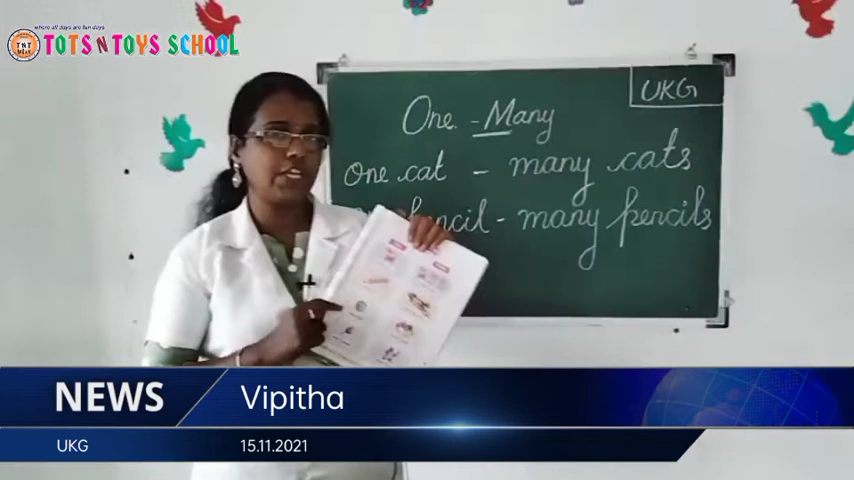 where all days are fun days
TOTS N TOYS SCHOOL
TNT
UKG
One - Many
One cat - many cats
pencil - many pencils
NEWS
Vipitha
UKG
15.11.2021